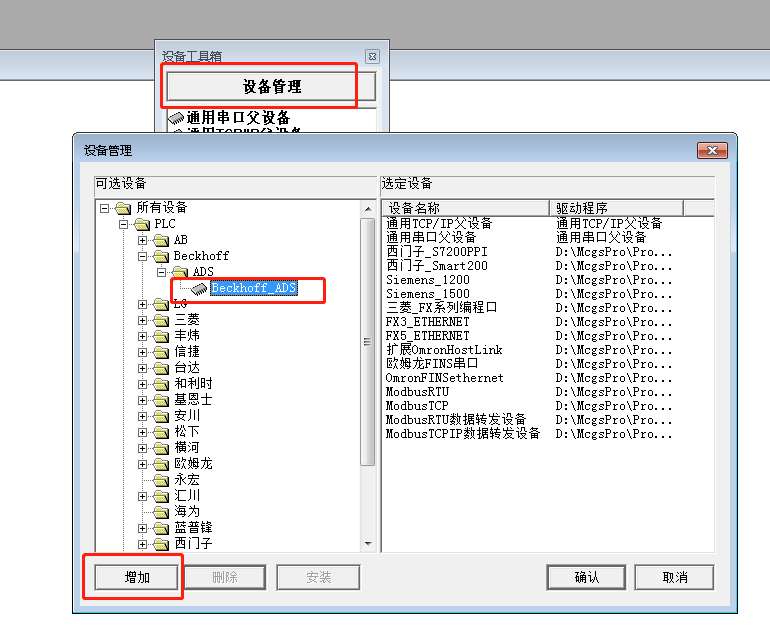 设备工具箱
设备管理
通用串口父设备
通用TCP/IP父设备
设备管理
可选设备
所有设备
PLC
AB
Beckhoff
ADS
Beckhoff_ADS
LG
三菱
丰炜
信捷
台达
和利时
基恩士
安川
松下
横河
欧姆龙
永宏
汇川
海为
蓝普锋
西门子
选定设备
设备名称 驱动程序
通用TCP/IP父设备 通用TCP/IP父设备
通用串口父设备 通用串口父设备
西门子_S7200PPI D:\McgsPro\Pro...
西门子_Smart200 D:\McgsPro\Pro...
Siemens_1200 D:\McgsPro\Pro...
Siemens_1500 D:\McgsPro\Pro...
三菱_FX系列编程口 D:\McgsPro\Pro...
FX3_ETHERNET D:\McgsPro\Pro...
FX5_ETHERNET D:\McgsPro\Pro...
扩展OmronHostLink D:\McgsPro\Pro...
欧姆龙FINS串口 D:\McgsPro\Pro...
OmronFINSethernet D:\McgsPro\Pro...
ModbusRTU D:\McgsPro\Pro...
ModbusTCP D:\McgsPro\Pro...
ModbusRTU数据转发设备 D:\McgsPro\Pro...
ModbusTCPIP数据转发设备 D:\McgsPro\Pro...
增加 删除 安装 确认 取消